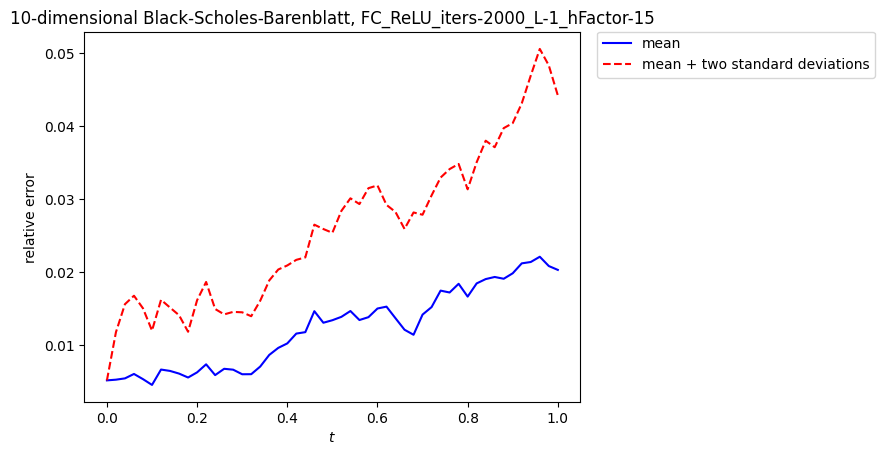 10-dimensional Black-Scholes-Barenblatt, FC_ReLU_iters-2000_L-1_hFactor-15
mean
mean + two standard deviations
0.05
0.04
0.03
0.02
0.01
relative error
0.0 0.2 0.4 0.6 0.8 1.0
t